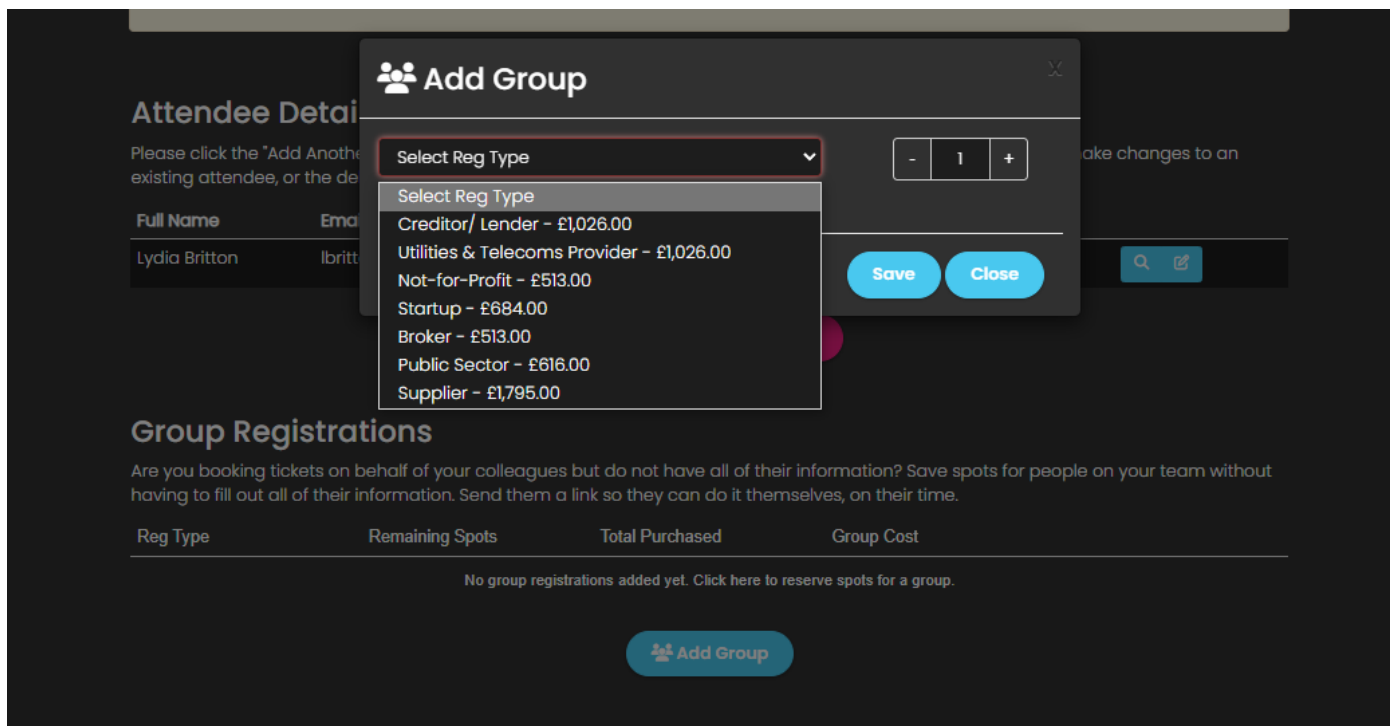 Add Group
X
Attendee Detai
Please click the "Add Anothe
ake changes to an
existing attendee, or the de
Select Reg Type
- 1 +
Select Reg Type
Creditor/ Lender - £1,026.00
Utilities & Telecoms Provider - £1,026.00
Not-for-Profit - £513.00
Startup - £684.00
Broker - £513.00
Public Sector - £616.00
Supplier - £1,795.00
Full Name Emai
Lydia Britton lbritt
Save Close
Group Registrations
Are you booking tickets on behalf of your colleagues but do not have all of their information? Save spots for people on your team without
having to fill out all of their information. Send them a link so they can do it themselves, on their time.
Reg Type Remaining Spots Total Purchased Group Cost
No group registrations added yet. Click here to reserve spots for a group.
Add Group